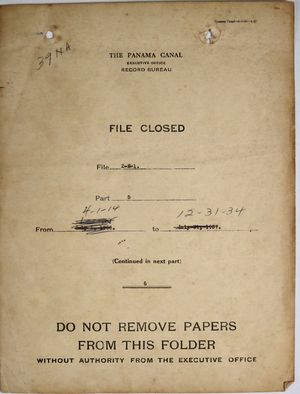 39 N A
THE PANAMA CANAL
EXECUTIVE OFFICE
RECORD BUREAU
FILE CLOSED
File 2-E-1.
Part 5
4-1-14 12-31-34
From to
(Continued in next part)
6
DO NOT REMOVE PAPERS
FROM THIS FOLDER
WITHOUT AUTHORITY FROM THE EXECUTIVE OFFICE